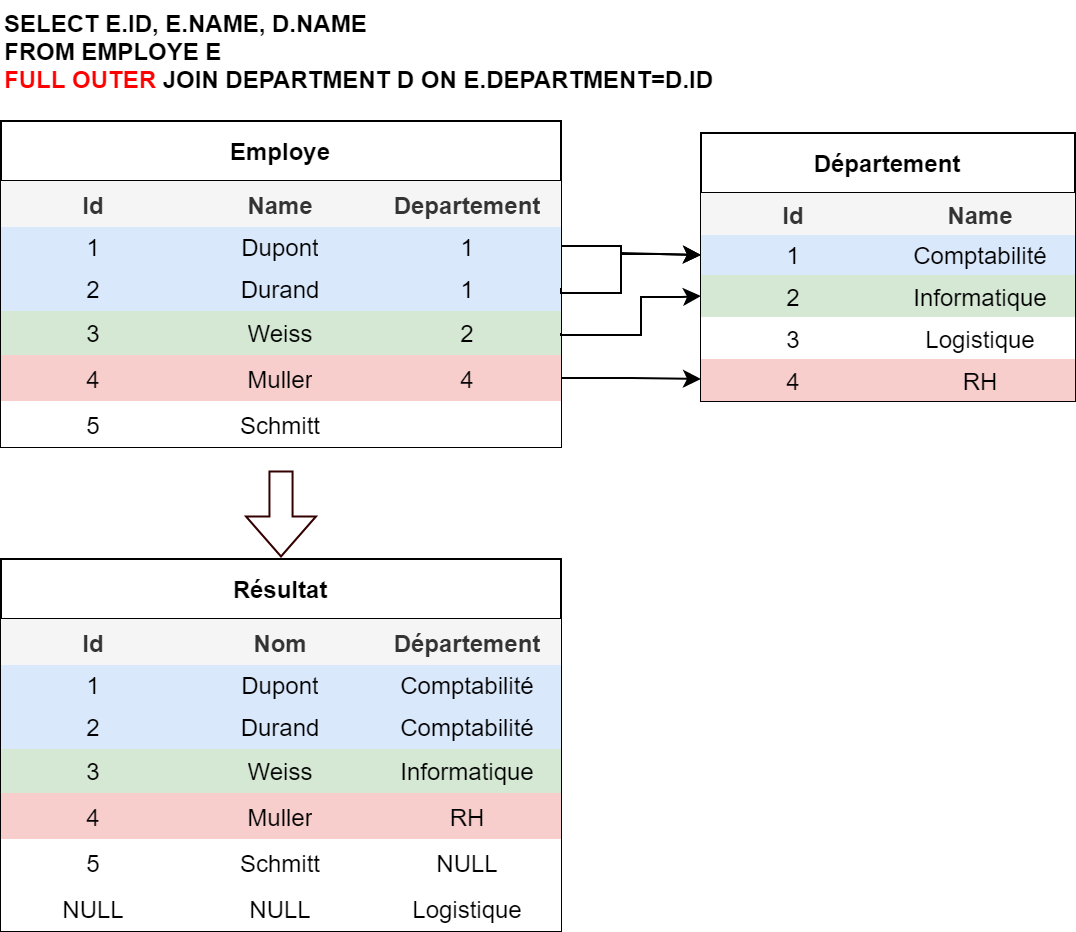 SELECT E.ID, E.NAME, D.NAME
FROM EMPLOYE E
FULL OUTER JOIN DEPARTMENT D ON E.DEPARTMENT=D.ID
Employe
Id Name Departement
1 Dupont 1
2 Durand 1
3 Weiss 2
4 Muller 4
5 Schmitt
Département
Id Name
1 Comptabilité
2 Informatique
3 Logistique
4 RH
Résultat
Id Nom Département
1 Dupont Comptabilité
2 Durand Comptabilité
3 Weiss Informatique
4 Muller RH
5 Schmitt NULL
NULL NULL Logistique